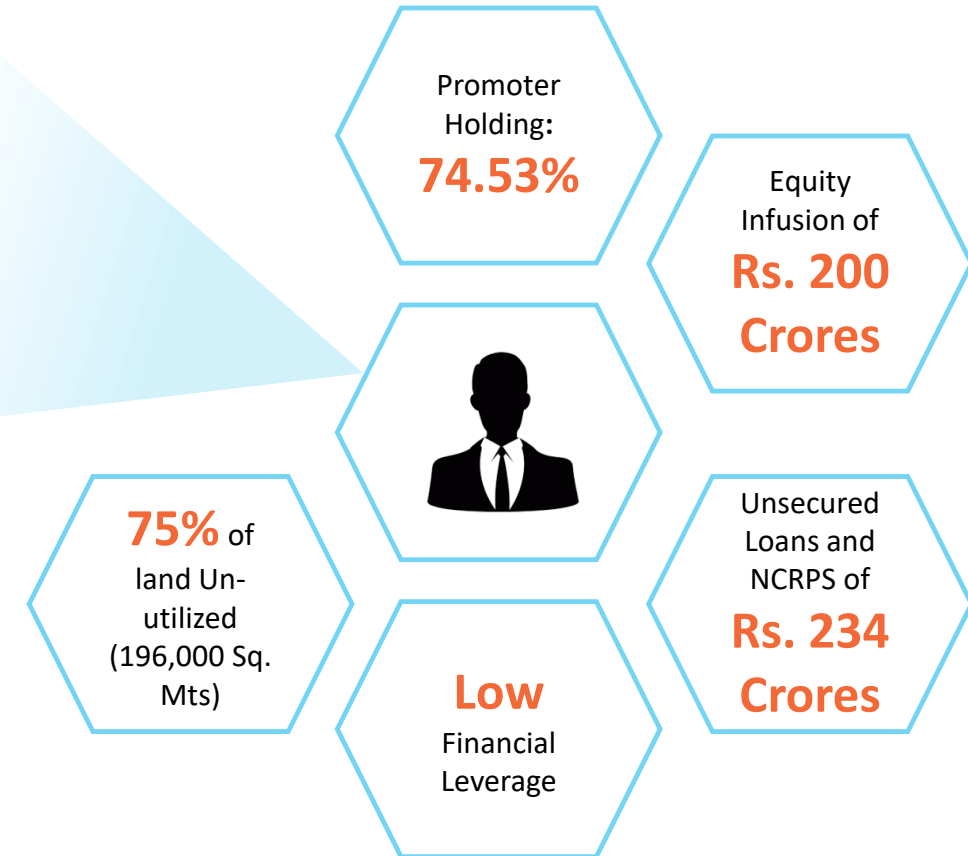 Promoter
Holding:
74.53%
Equity
Infusion of
Rs. 200
Crores
75% of
land Un-
utilized
(196,000 Sq.
Mts)
Unsecured
Loans and
NCRPS of
Rs. 234
Crores
Low
Financial
Leverage